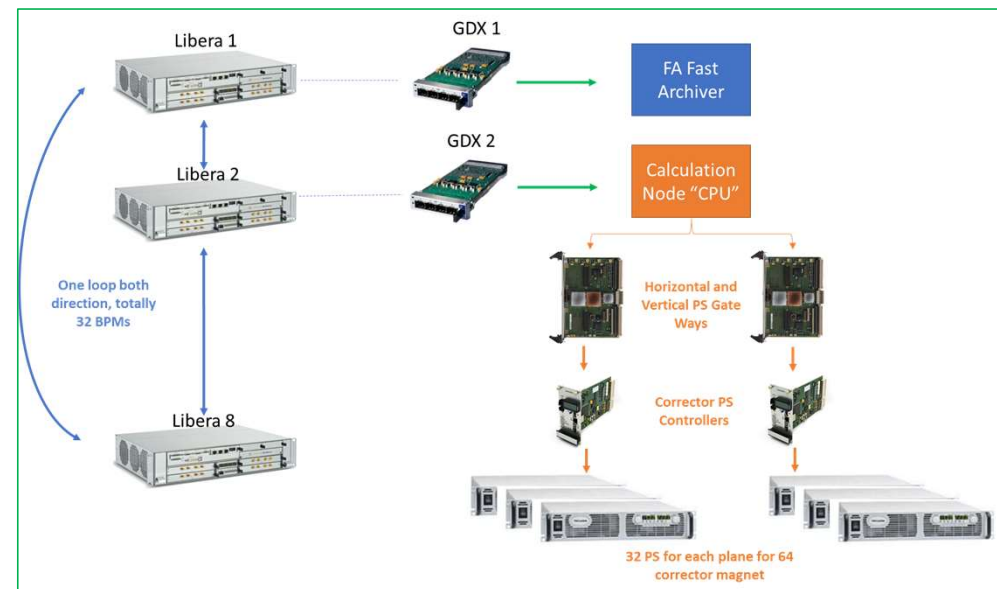 GDX 1
Libera 1
FA Fast
Archiver
GDX 2
Libera 2
Calculation
Node “CPU”
One loop both
direction, totally
32 BPMs
Horizontal and
Vertical PS Gate
Ways
Corrector PS
Controllers
Libera 8
32 PS for each plane for 64
corrector magnet